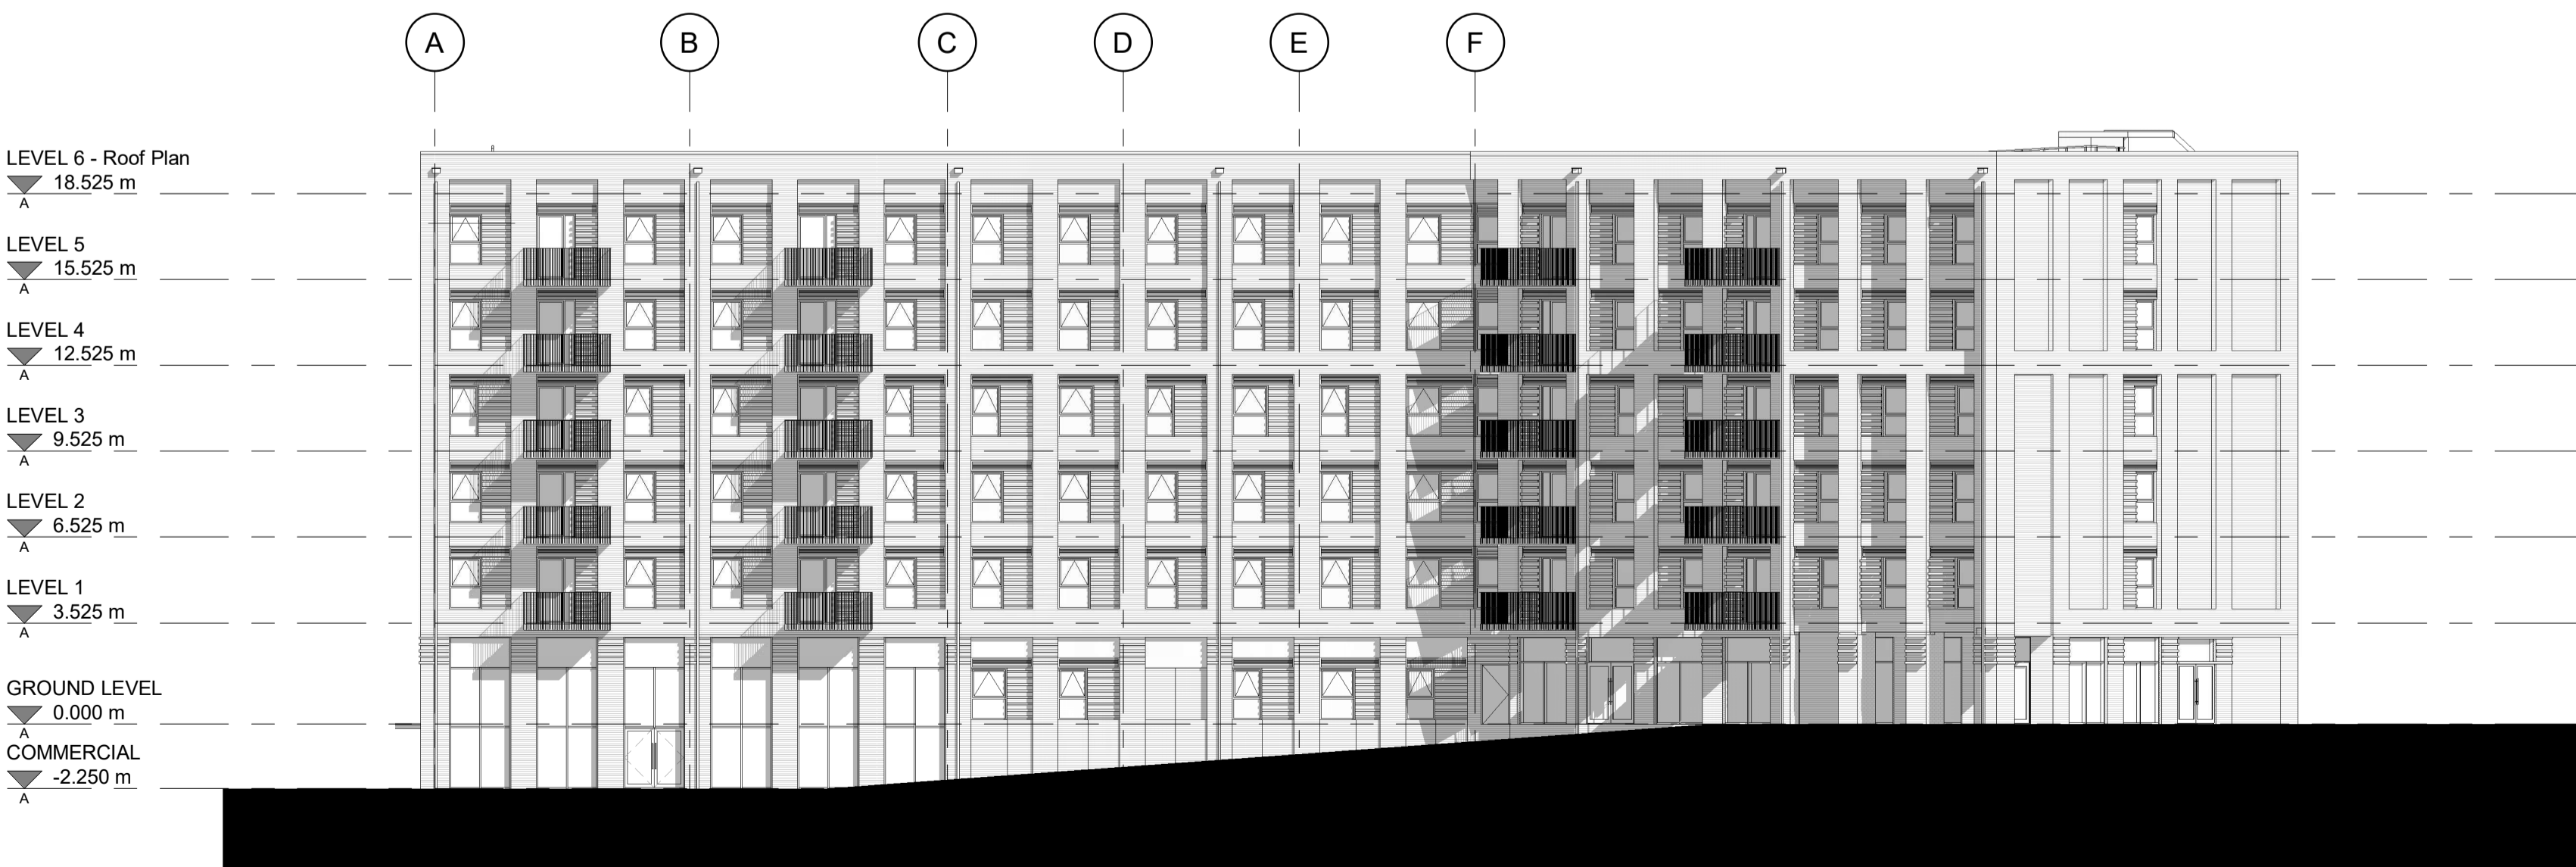 A B C D E F
LEVEL 6 - Roof Plan
18.525 m
A
LEVEL 5
15.525 m
A
LEVEL 4
12.525 m
A
LEVEL 3
9.525 m
A
LEVEL 2
6.525 m
A
LEVEL 1
3.525 m
A
GROUND LEVEL
0.000 m
A
COMMERCIAL
-2.250 m
A